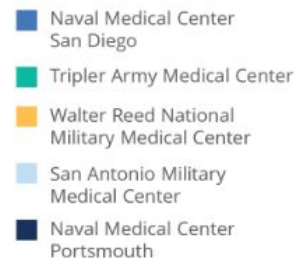 Naval Medical Center
San Diego
Tripler Army Medical Center
Walter Reed National
Military Medical Center
San Antonio Military
Medical Center
Naval Medical Center
Portsmouth